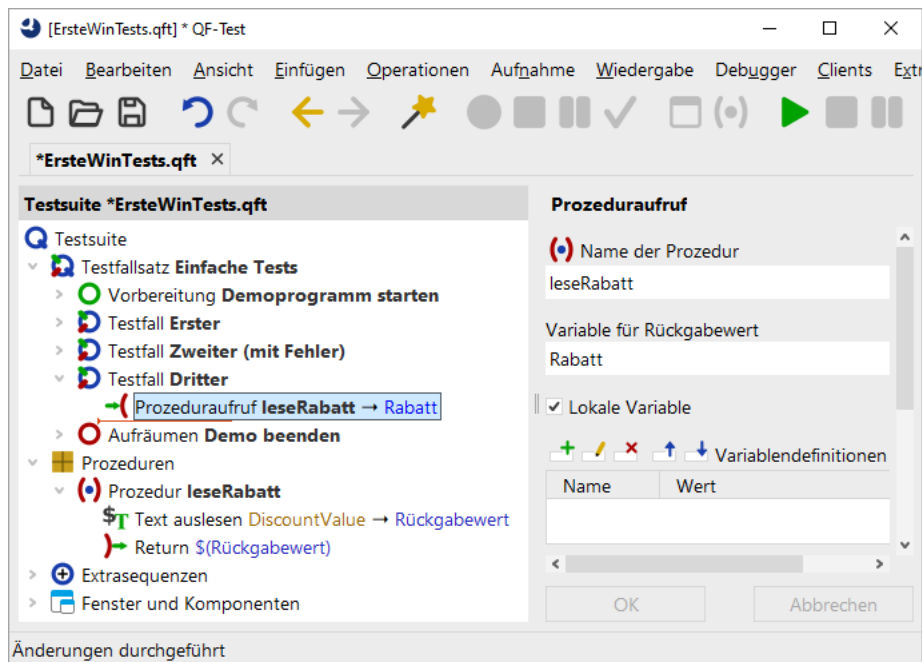 [ErsteWinTests.qft] * QF-Test
Datei Bearbeiten Ansicht Einfügen Operationen Aufnahme Wiedergabe Debugger Clients Extr
*ErsteWinTests.qft
Testsuite *ErsteWinTests.qft
Testsuite
Testfallsatz Einfache Tests
Vorbereitung Demoprogramm starten
Testfall Erster
Testfall Zweiter (mit Fehler)
Testfall Dritter
Prozeduraufruf leseRabatt → Rabatt
Aufräumen Demo beenden
Prozeduren
Prozedur leseRabatt
Text auslesen DiscountValue → Rückgabewert
Return $(Rückgabewert)
Extrasequenzen
Fenster und Komponenten
Prozeduraufruf
Name der Prozedur
leseRabatt
Variable für Rückgabewert
Rabatt
Lokale Variable
Variablendefinitionen
Name Wert
OK Abbrechen
Änderungen durchgeführt